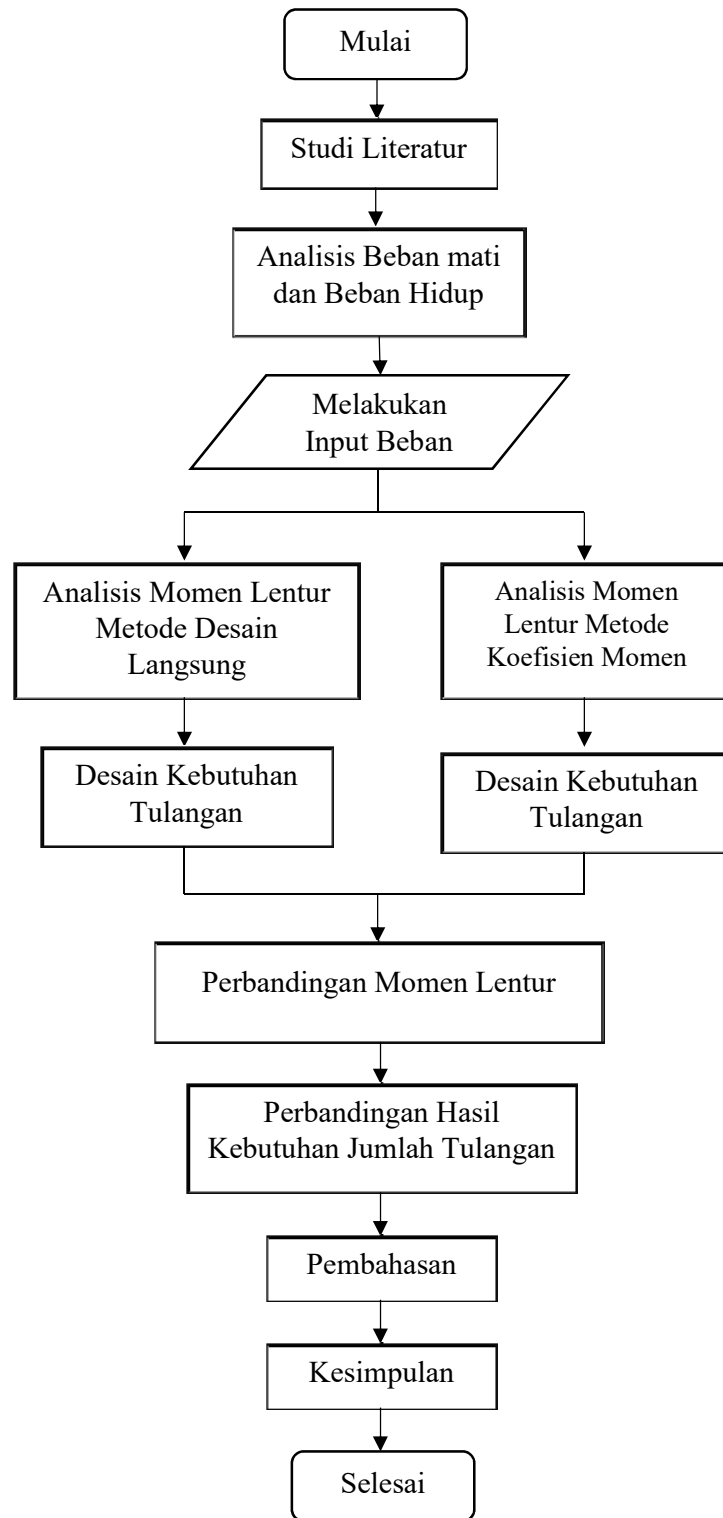 Mulai
Studi Literatur
Analisis Beban mati
dan Beban Hidup
Melakukan
Input Beban
Analisis Momen Lentur
Metode Desain
Langsung
Analisis Momen
Lentur Metode
Koefisien Momen
Desain Kebutuhan
Tulangan
Desain Kebutuhan
Tulangan
Perbandingan Momen Lentur
Perbandingan Hasil
Kebutuhan Jumlah Tulangan
Pembahasan
Kesimpulan
Selesai